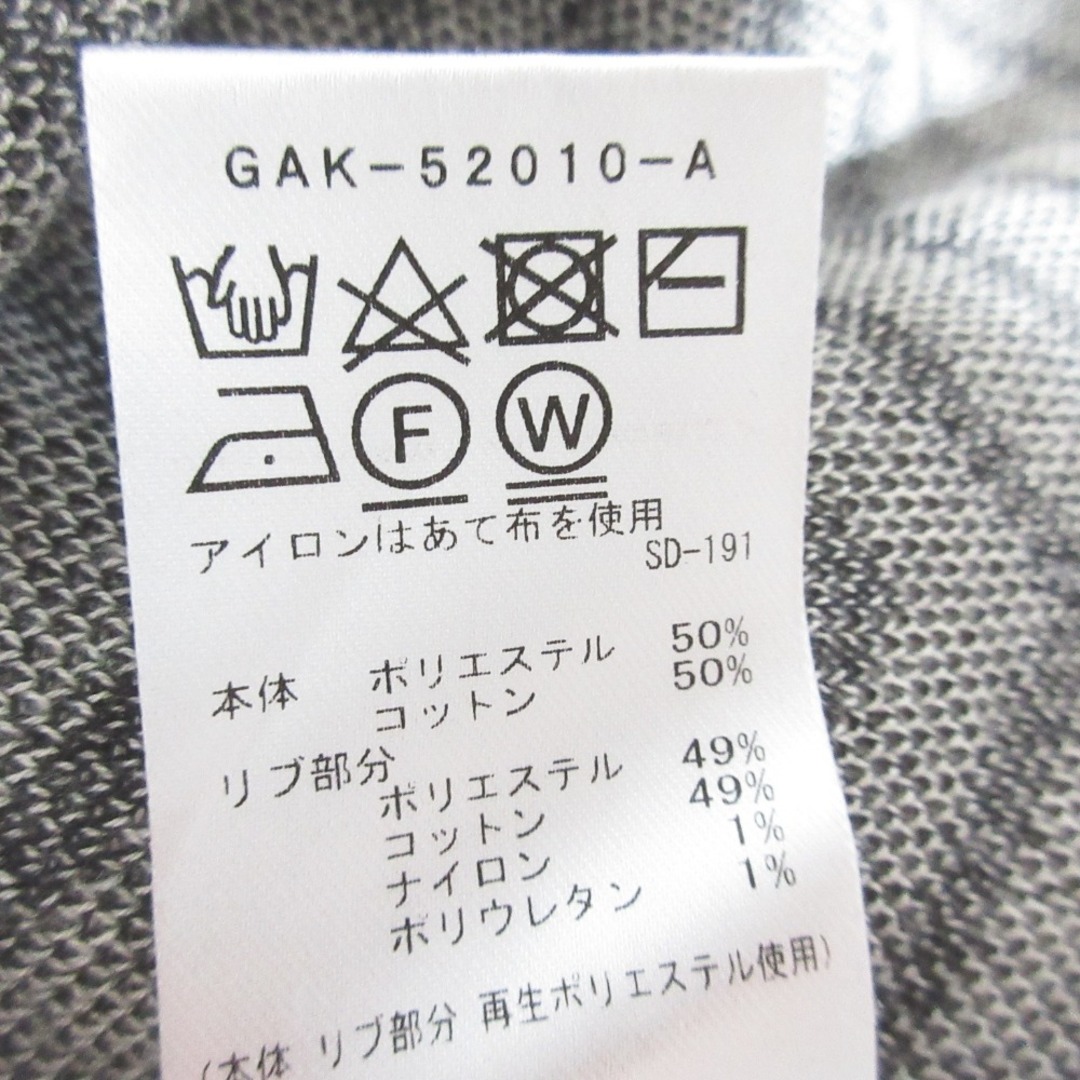 GAK-52010-A
F W
アイロンはあて布を使用
SD-191
本体 ポリエステル 50%
コットン 50%
リブ部分
ポリエステル 49%
コットン 49%
ナイロン 1%
ポリウレタン 1%
(本体 リブ部分 再生ポリエステル使用)